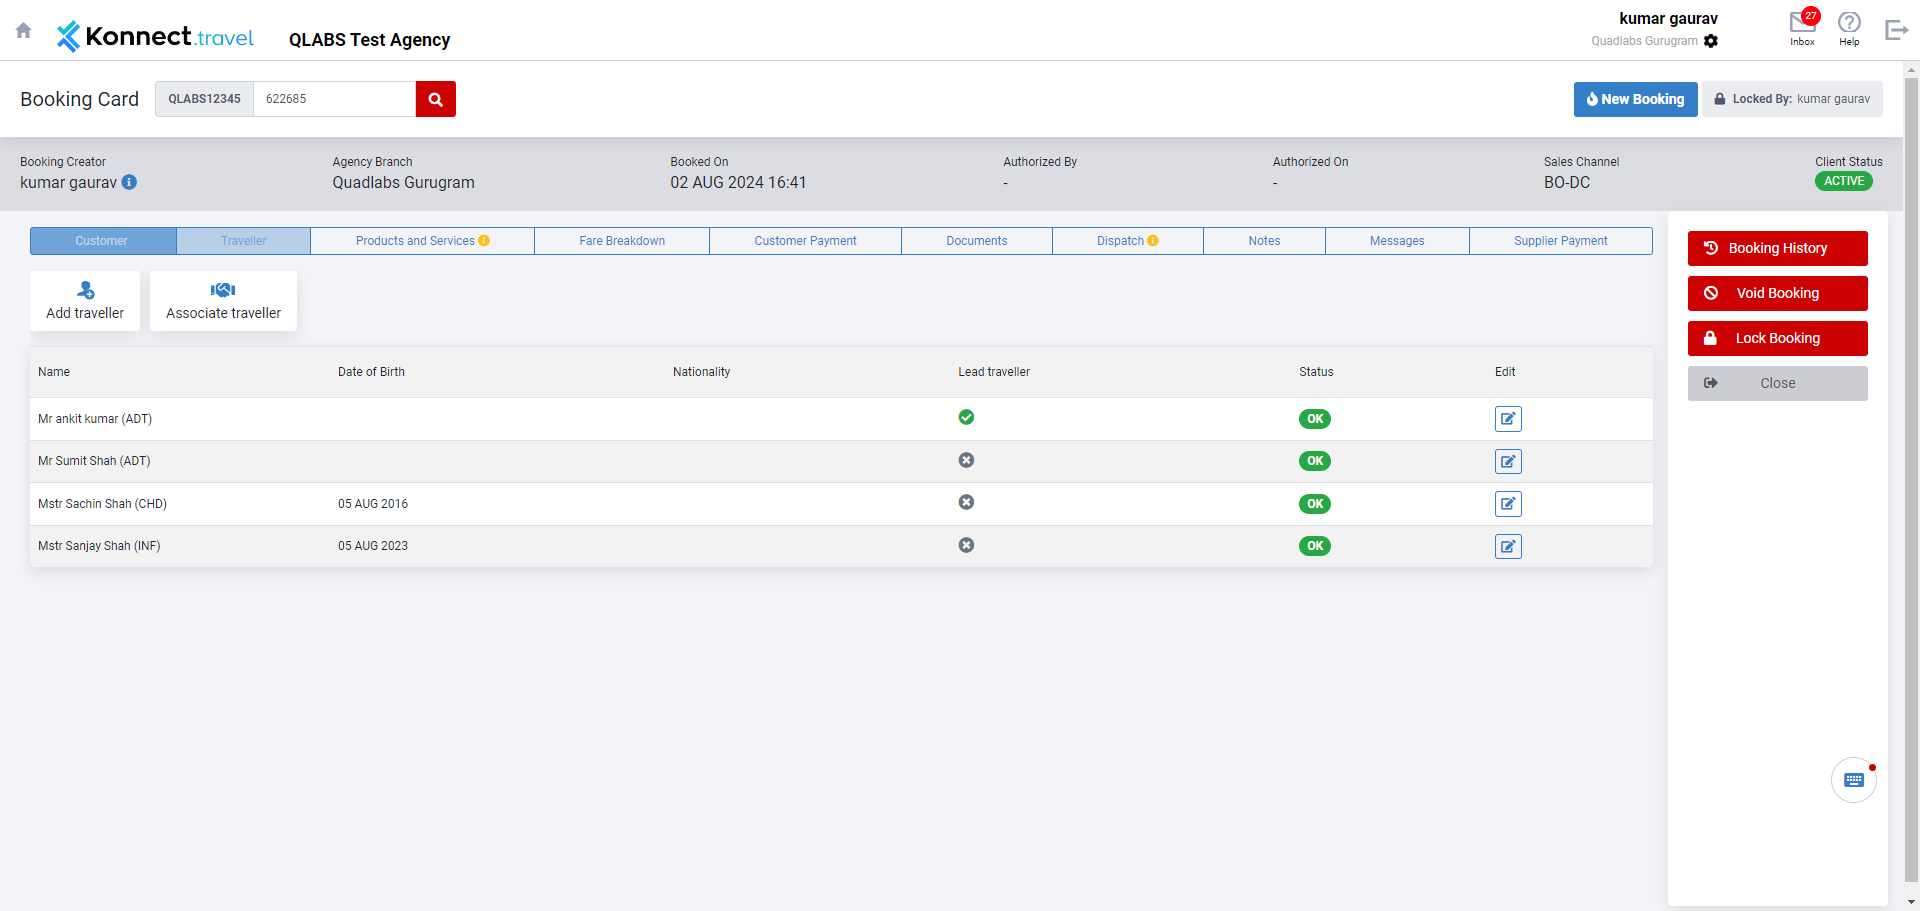 Konnect.travel
QLABS Test Agency
kumar gaurav
Quadlabs Gurugram
27
Inbox
Help
Booking Card
QLABS12345
622685
New Booking
Locked By: kumar gaurav
Booking Creator
kumar gaurav
Agency Branch
Quadlabs Gurugram
Booked On
02 AUG 2024 16:41
Authorized By
-
Authorized On
-
Sales Channel
BO-DC
Client Status
ACTIVE
Customer
Traveller
Products and Services
Fare Breakdown
Customer Payment
Documents
Dispatch
Notes
Messages
Supplier Payment
Add traveller
Associate traveller
Name Date of Birth Nationality Lead traveller Status Edit
Mr ankit kumar (ADT) OK
Mr Sumit Shah (ADT) OK
Mstr Sachin Shah (CHD) 05 AUG 2016 OK
Mstr Sanjay Shah (INF) 05 AUG 2023 OK
Booking History
Void Booking
Lock Booking
Close